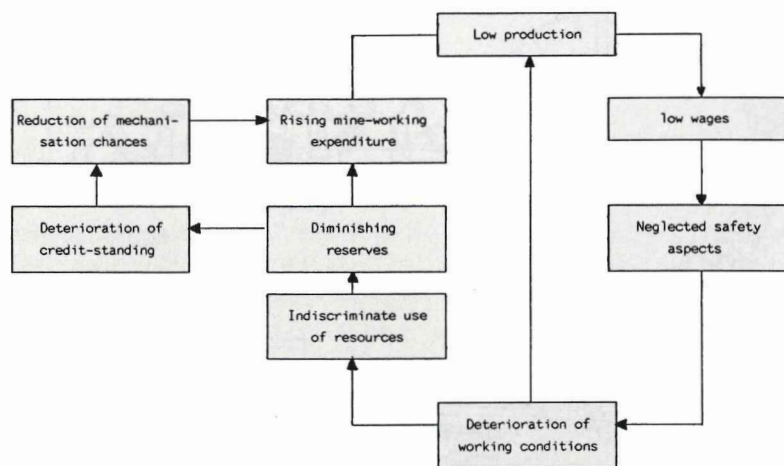 Low production
Reduction of mechani-
sation chances
Rising mine-working
expenditure
low wages
Deterioration of
credit-standing
Diminishing
reserves
Neglected safety
aspects
Indiscriminate use
of resources
Deterioration of
working conditions